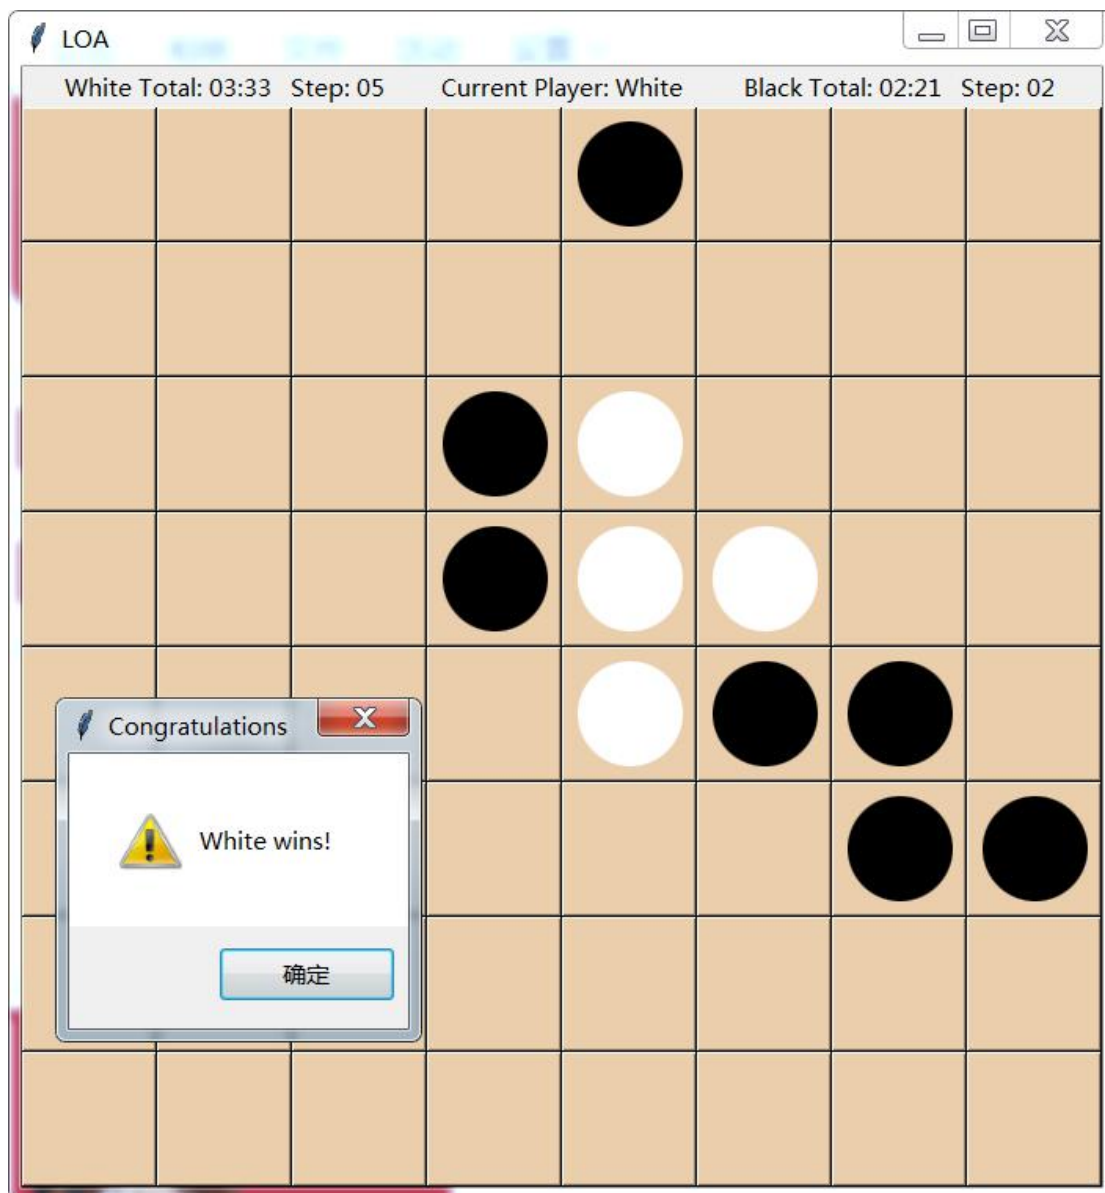 LOA
White Total: 03:33 Step: 05 Current Player: White Black Total: 02:21 Step: 02
Congratulations
White wins!
确定